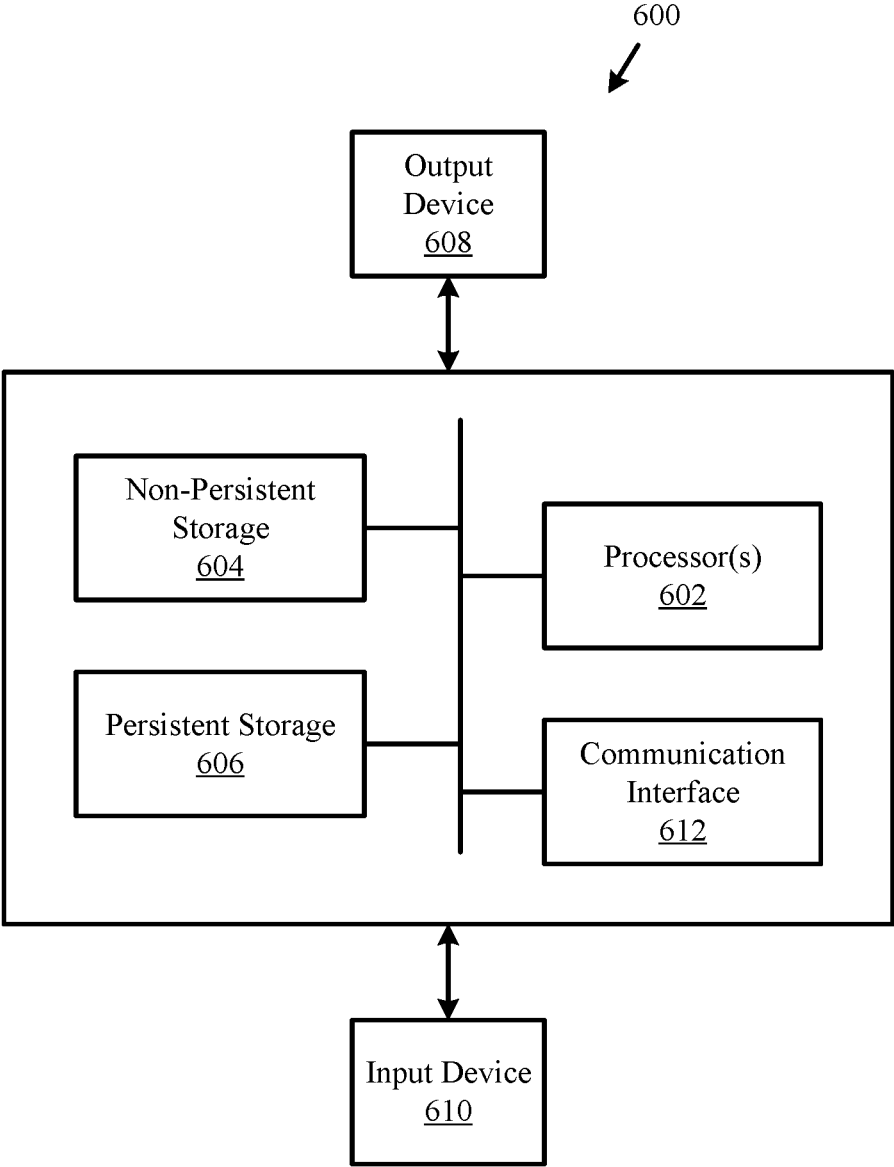 600
Output
Device
608
Non-Persistent
Storage
604
Processor(s)
602
Persistent Storage
606
Communication
Interface
612
Input Device
610